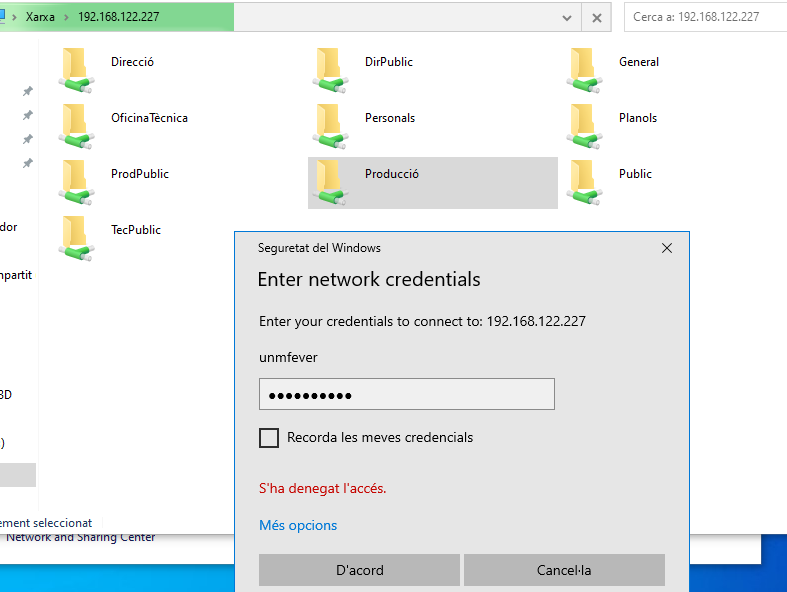 Xarxa > 192.168.122.227
Cerca a: 192.168.122.227
Direcció
DirPublic
General
OficinaTècnica
Personals
Planols
ProdPublic
Producció
Public
TecPublic
dor
mpartit
3D
:)
ement seleccionat
Network and Sharing Center
Seguretat del Windows
Enter network credentials
Enter your credentials to connect to: 192.168.122.227
unmfever
Recorda les meves credencials
S'ha denegat l'accés.
Més opcions
D'acord
Cancel·la